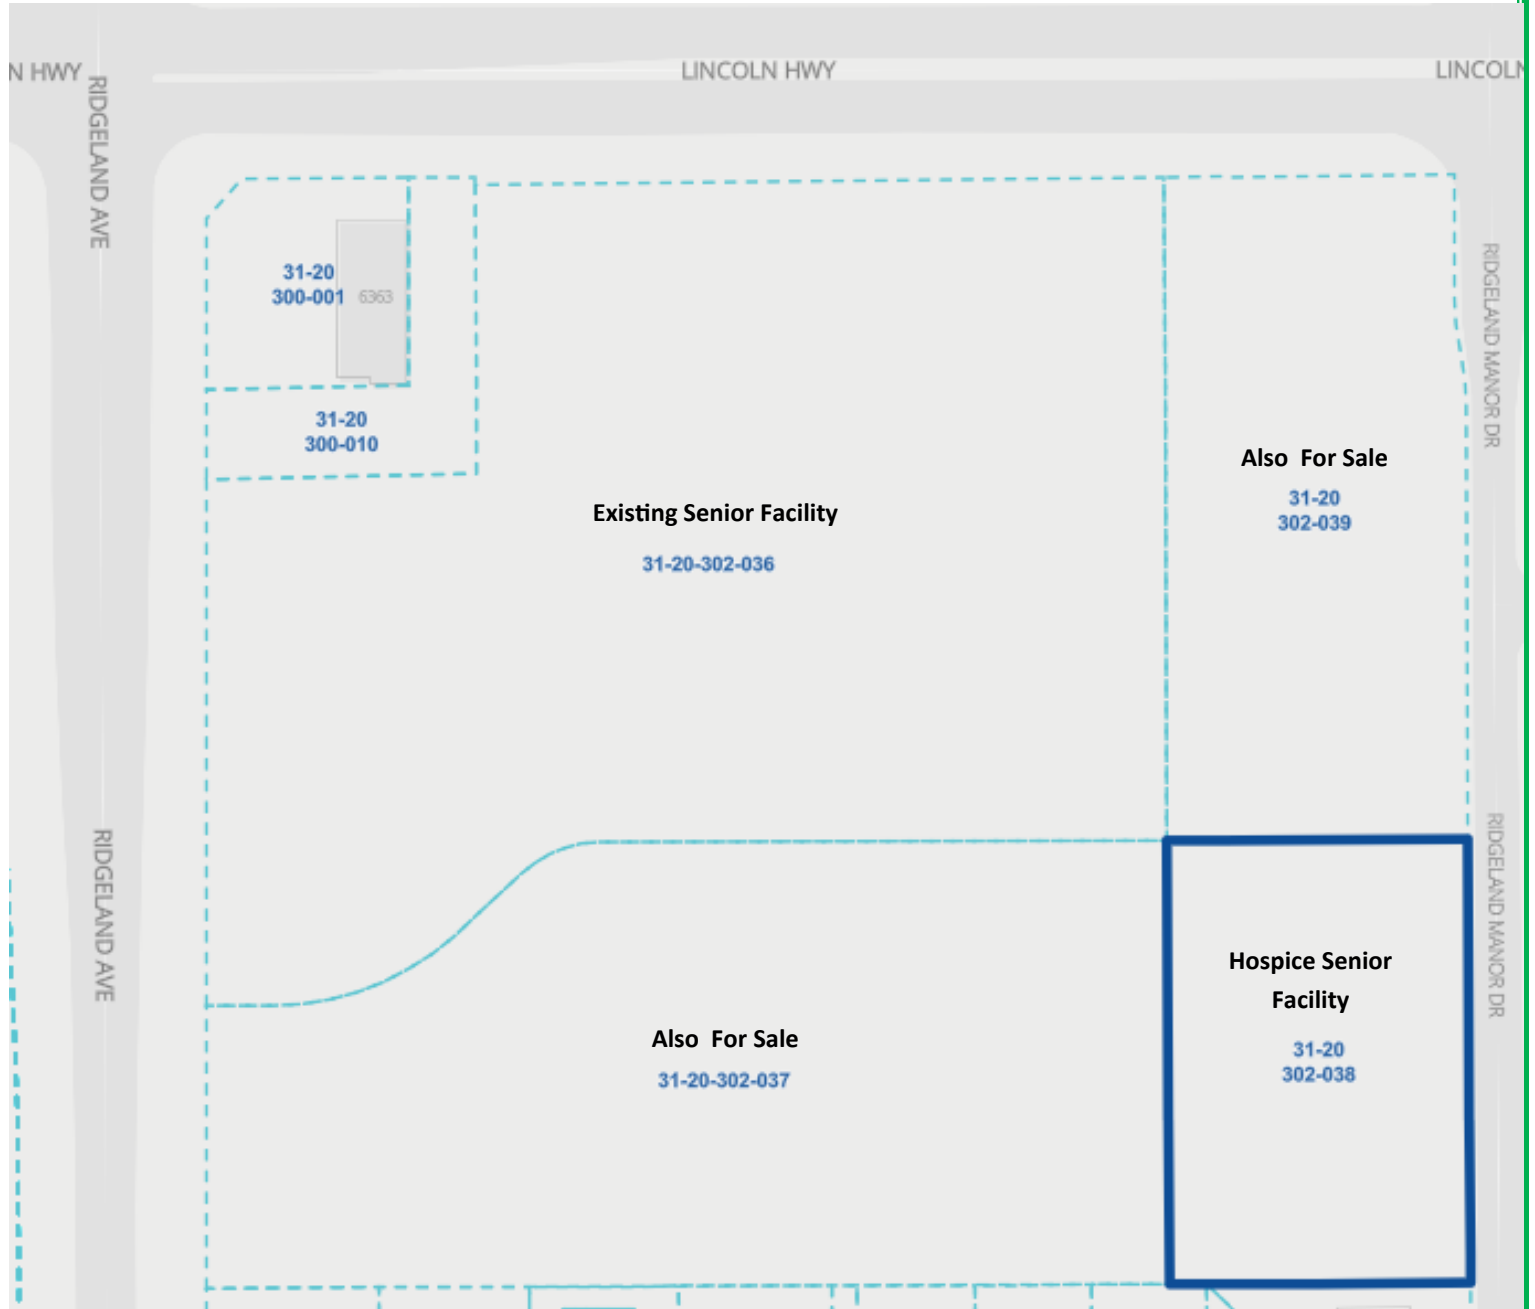 N HWY
LINCOLN HWY
LINCOLN
RIDGELAND AVE
RIDGELAND MANOR DR
31-20
300-001
6363
31-20
300-010
Also For Sale
31-20
302-039
Existing Senior Facility
31-20-302-036
RIDGELAND AVE
RIDGELAND MANOR DR
Hospice Senior
Facility
31-20
302-038
Also For Sale
31-20-302-037